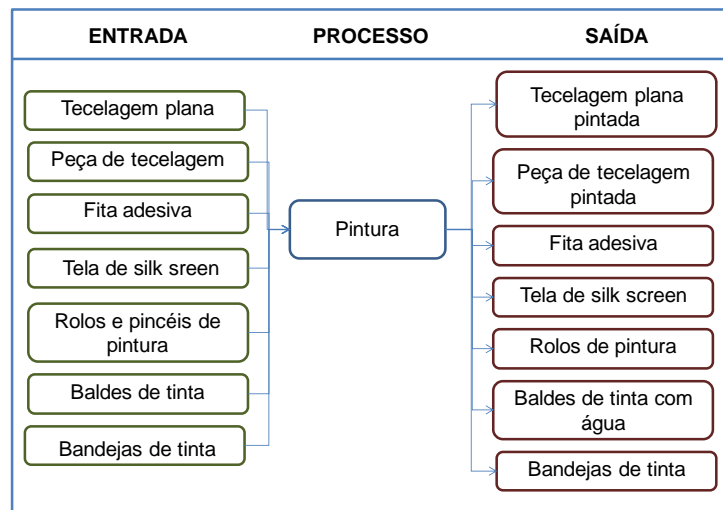 ENTRADA
PROCESSO
SAÍDA
Tecelagem plana
Peça de tecelagem
Fita adesiva
Tela de silk sreen
Rolos e pincéis de
pintura
Baldes de tinta
Bandejas de tinta
Pintura
Tecelagem plana
pintada
Peça de tecelagem
pintada
Fita adesiva
Tela de silk screen
Rolos de pintura
Baldes de tinta com
água
Bandejas de tinta